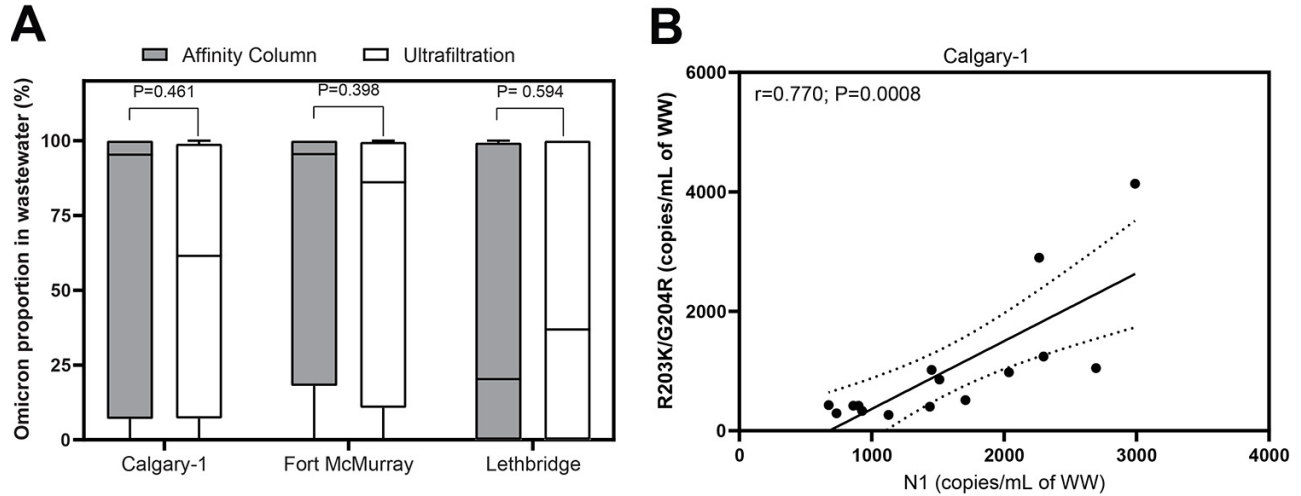 A
Affinity Column Ultrafiltration
Omicron proportion in wastewater (%)
P=0.461 P=0.398 P= 0.594
100
75
50
25
0
Calgary-1 Fort McMurray Lethbridge
B
Calgary-1
R203K/G204R (copies/mL of WW)
6000
r=0.770; P=0.0008
4000
2000
0
0 1000 2000 3000 4000
N1 (copies/mL of WW)